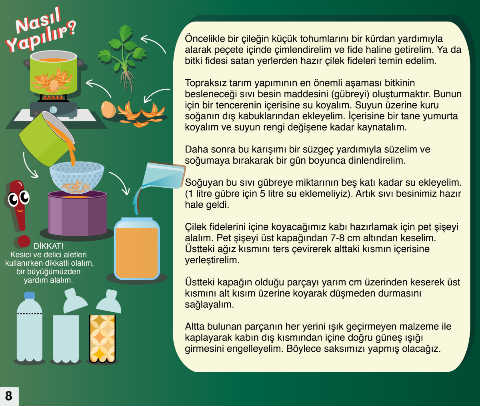 Nasıl
Yapılır?
Öncelikle bir çileğin küçük tohumlarını bir kürdan yardımıyla
alarak peçete içinde çimlendirelim ve fide haline getirelim. Ya da
bitki fidesi satan yerlerden hazır çilek fideleri temin edelim.
Topraksız tarım yapımının en önemli aşaması bitkinin
besleneceği sıvı besin maddesini (gübreyi) oluşturmaktır. Bunun
için bir tencerenin içerisine su koyalım. Suyun üzerine kuru
soğanın dış kabuklarından ekleyelim. İçerisine bir tane yumurta
koyalım ve suyun rengi değişene kadar kaynatalım.
Daha sonra bu karışımı bir süzgeç yardımıyla süzelim ve
soğumaya bırakarak bir gün boyunca dinlendirelim.
Soğuyan bu sıvı gübreye miktarının beş katı kadar su ekleyelim.
(1 litre gübre için 5 litre su eklemeliyiz). Artık sıvı besinimiz hazır
hale geldi.
Çilek fidelerini içine koyacağımız kabı hazırlamak için pet şişeyi
alalım. Pet şişeyi üst kapağından 7-8 cm altından keselim.
Üstteki ağız kısmını ters çevirerek alttaki kısmın içerisine
yerleştirelim.
Üstteki kapağın olduğu parçayı yarım cm üzerinden keserek üst
kısmını alt kısım üzerine koyarak düşmeden durmasını
sağlayalım.
Altta bulunan parçanın her yerini ışık geçirmeyen malzeme ile
kaplayarak kabın dış kısmından içine doğru güneş ışığı
girmesini engelleyelim. Böylece saksımızı yapmış olacağız.
DİKKAT!
Kesici ve delici aletleri
kullanırken dikkatli olalım,
bir büyüğümüzden
yardım alalım.
8